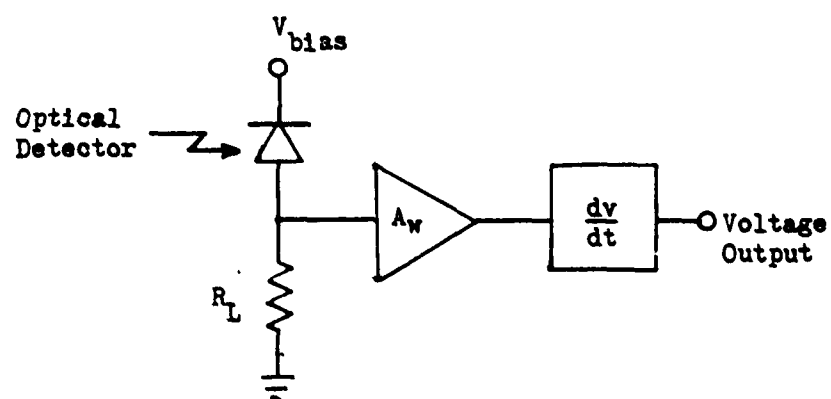 V_bias
Optical
Detector
A_w
dv
dt
Voltage
Output
R_L